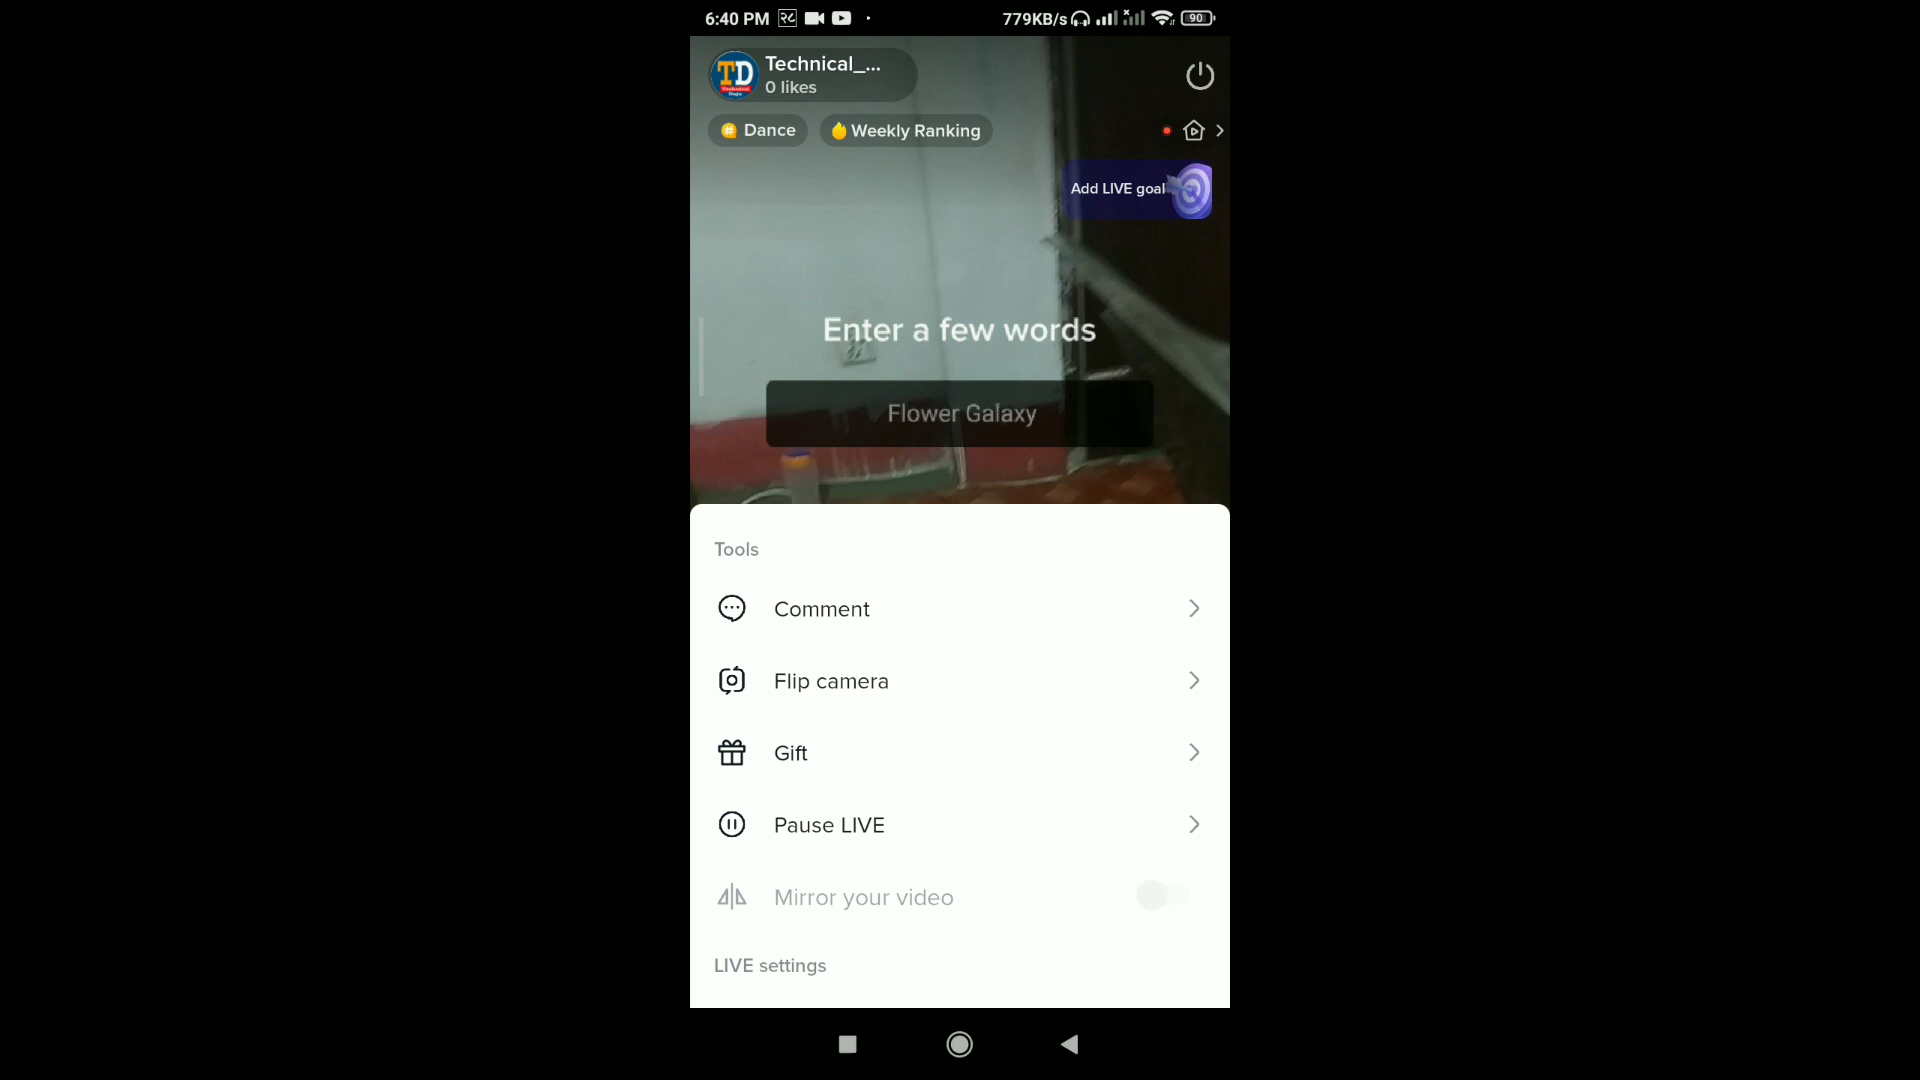 6:40 PM 779KB/s 90
TD Technical_...
0 likes
Dance Weekly Ranking
Add LIVE goal
Enter a few words
Flower Galaxy
Tools
Comment
Flip camera
Gift
Pause LIVE
Mirror your video
LIVE settings